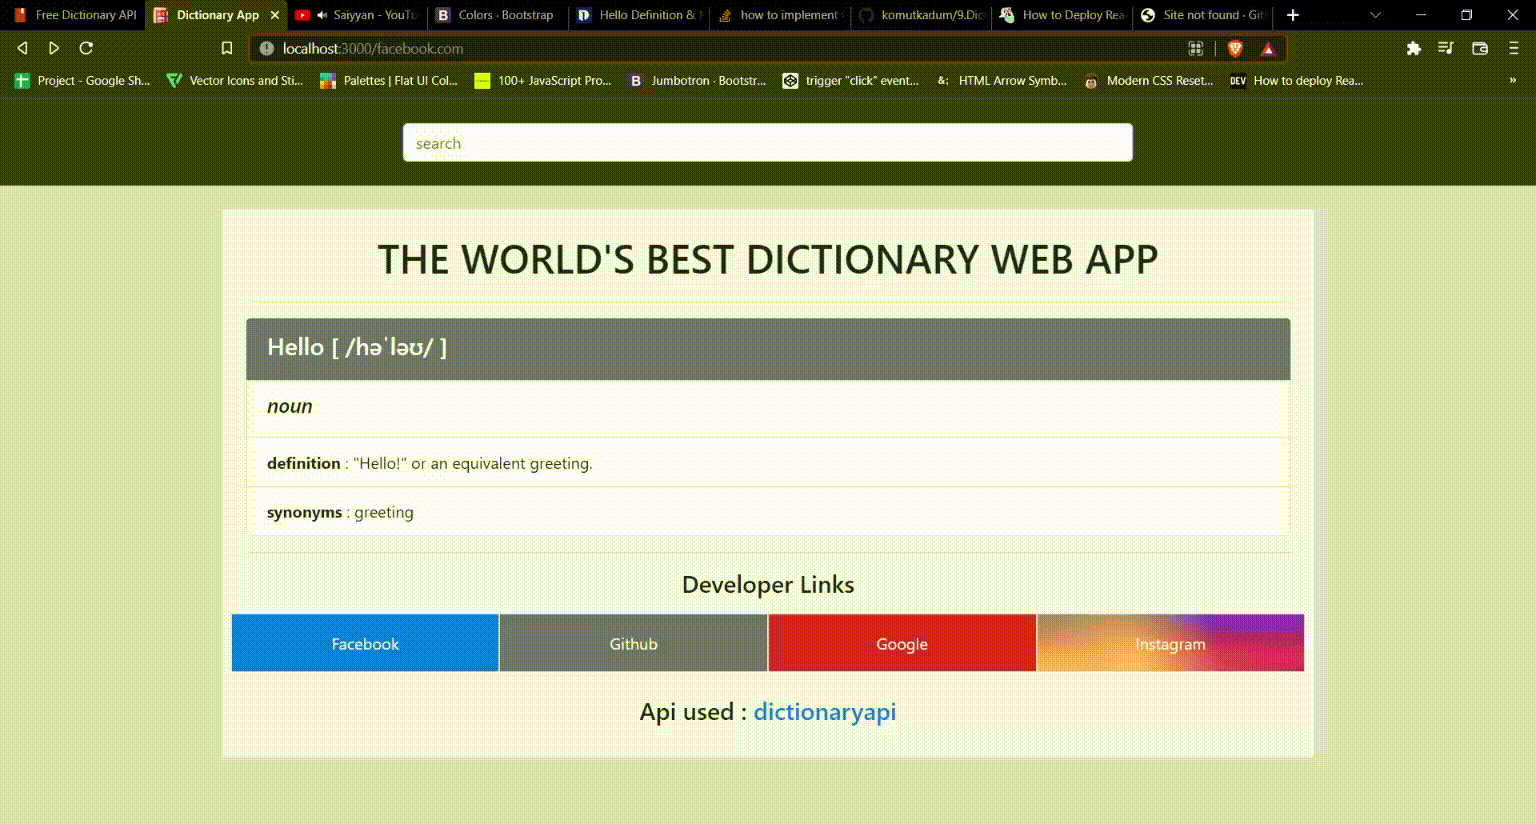 Free Dictionary API
Dictionary App
Saiyyan - YouTu
Colors · Bootstrap
Hello Definition &
how to implement
komutkadum/9.Dic
How to Deploy Rea
Site not found · Git
localhost:3000/facebook.com
Project - Google Sh...
Vector Icons and Sti...
Palettes | Flat UI Col...
100+ JavaScript Pro...
Jumbotron · Bootstr...
trigger "click" event...
&; HTML Arrow Symb...
Modern CSS Reset...
DEV How to deploy Rea...
search
THE WORLD'S BEST DICTIONARY WEB APP
Hello [ /həˈləʊ/ ]
noun
definition : "Hello!" or an equivalent greeting.
synonyms : greeting
Developer Links
Facebook
Github
Google
Instagram
Api used : dictionaryapi